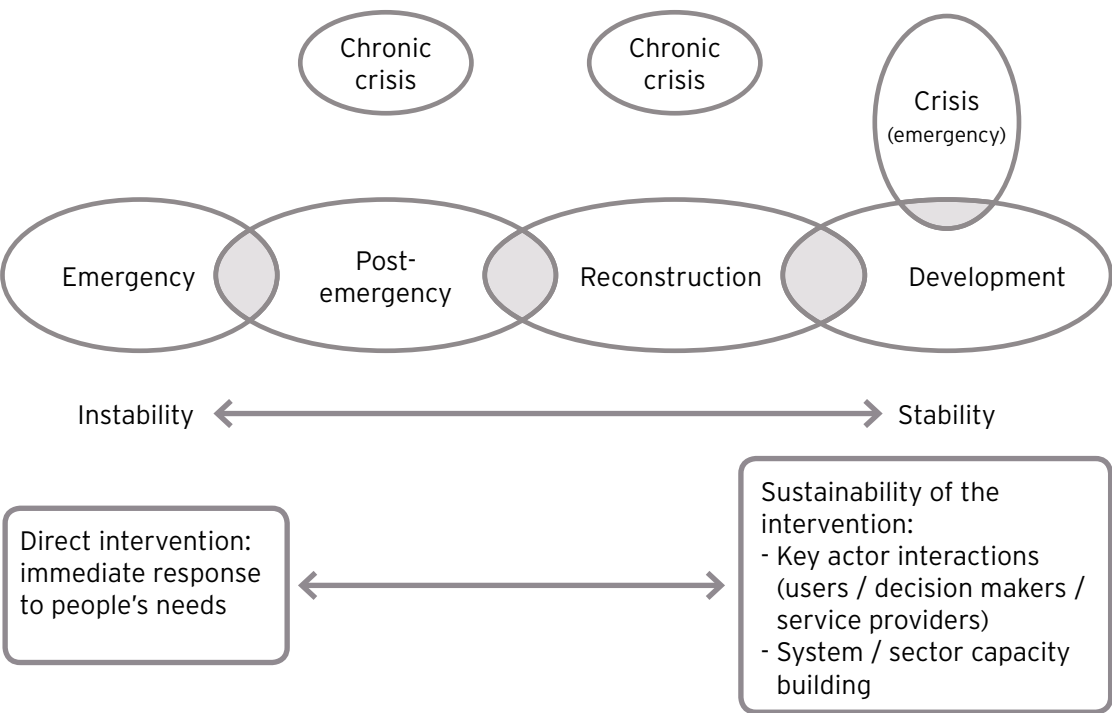 Chronic
crisis
Chronic
crisis
Crisis
(emergency)
Emergency
Post-
emergency
Reconstruction
Development
Instability
Stability
Direct intervention:
immediate response
to people’s needs
Sustainability of the
intervention:
- Key actor interactions
(users / decision makers /
service providers)
- System / sector capacity
building